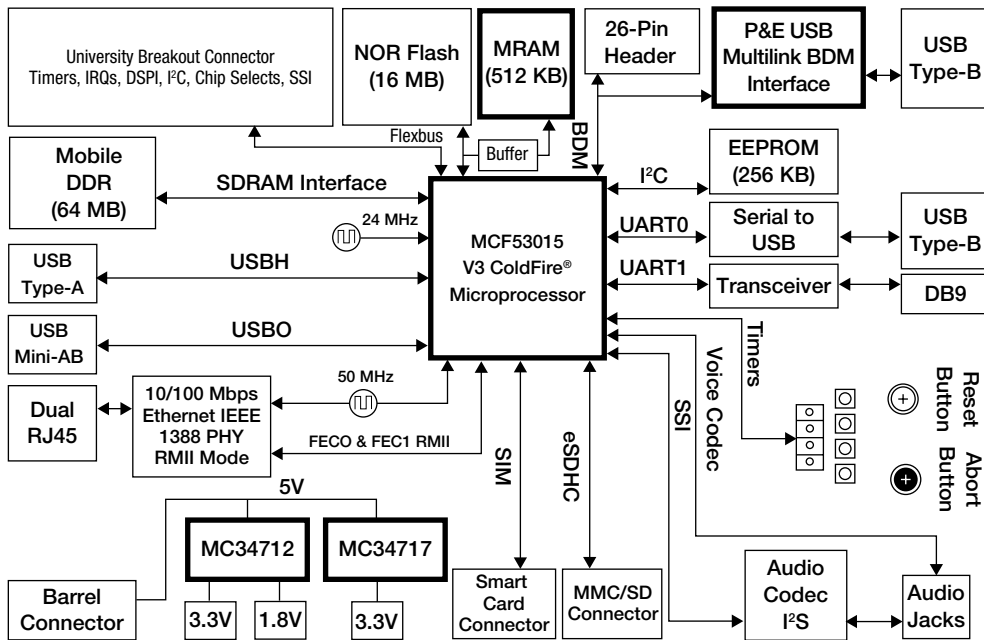 University Breakout Connector
Timers, IRQs, DSPI, I²C, Chip Selects, SSI
NOR Flash
(16 MB)
MRAM
(512 KB)
26-Pin
Header
P&E USB
Multilink BDM
Interface
USB
Type-B
Flexbus
Buffer
BDM
Mobile
DDR
(64 MB)
SDRAM Interface
24 MHz
I²C
EEPROM
(256 KB)
MCF53015
V3 ColdFire®
Microprocessor
UART0
Serial to
USB
USB
Type-B
USB
Type-A
USBH
UART1
Transceiver
DB9
USB
Mini-AB
USBO
Timers
Voice Codec
SSI
Reset
Button
Abort
Button
Dual
RJ45
10/100 Mbps
Ethernet IEEE
1388 PHY
RMII Mode
50 MHz
FECO & FEC1 RMII
SIM
eSDHC
5V
MC34712
MC34717
Barrel
Connector
3.3V
1.8V
3.3V
Smart
Card
Connector
MMC/SD
Connector
Audio
Codec
I²S
Audio
Jacks